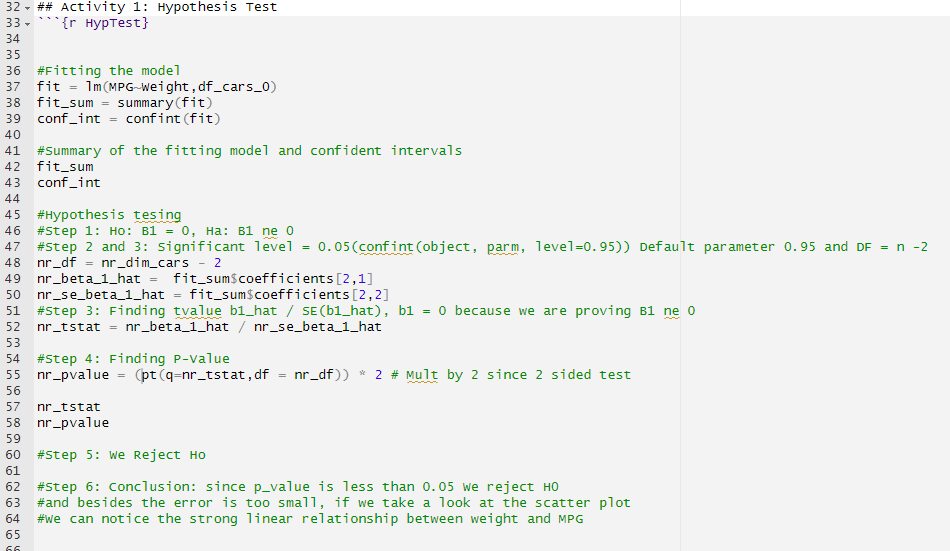 32 ## Activity 1: Hypothesis Test
33 ```{r HypTest}
34
35
36 #Fitting the model
37 fit = lm(MPG~Weight,df_cars_0)
38 fit_sum = summary(fit)
39 conf_int = confint(fit)
40
41 #Summary of the fitting model and confident intervals
42 fit_sum
43 conf_int
44
45 #Hypothesis tesing
46 #Step 1: Ho: B1 = 0, Ha: B1 ne 0
47 #Step 2 and 3: Significant level = 0.05(confint(object, parm, level=0.95)) Default parameter 0.95 and DF = n -2
48 nr_df = nr_dim_cars - 2
49 nr_beta_1_hat =  fit_sum$coefficients[2,1]
50 nr_se_beta_1_hat = fit_sum$coefficients[2,2]
51 #Step 3: Finding tvalue b1_hat / SE(b1_hat), b1 = 0 because we are proving B1 ne 0
52 nr_tstat = nr_beta_1_hat / nr_se_beta_1_hat
53
54 #Step 4: Finding P-Value
55 nr_pvalue = (pt(q=nr_tstat,df = nr_df)) * 2 # Mult by 2 since 2 sided test
56
57 nr_tstat
58 nr_pvalue
59
60 #Step 5: We Reject Ho
61
62 #Step 6: Conclusion: since p_value is less than 0.05 We reject H0
63 #and besides the error is too small, if we take a look at the scatter plot
64 #We can notice the strong linear relationship between weight and MPG
65
66